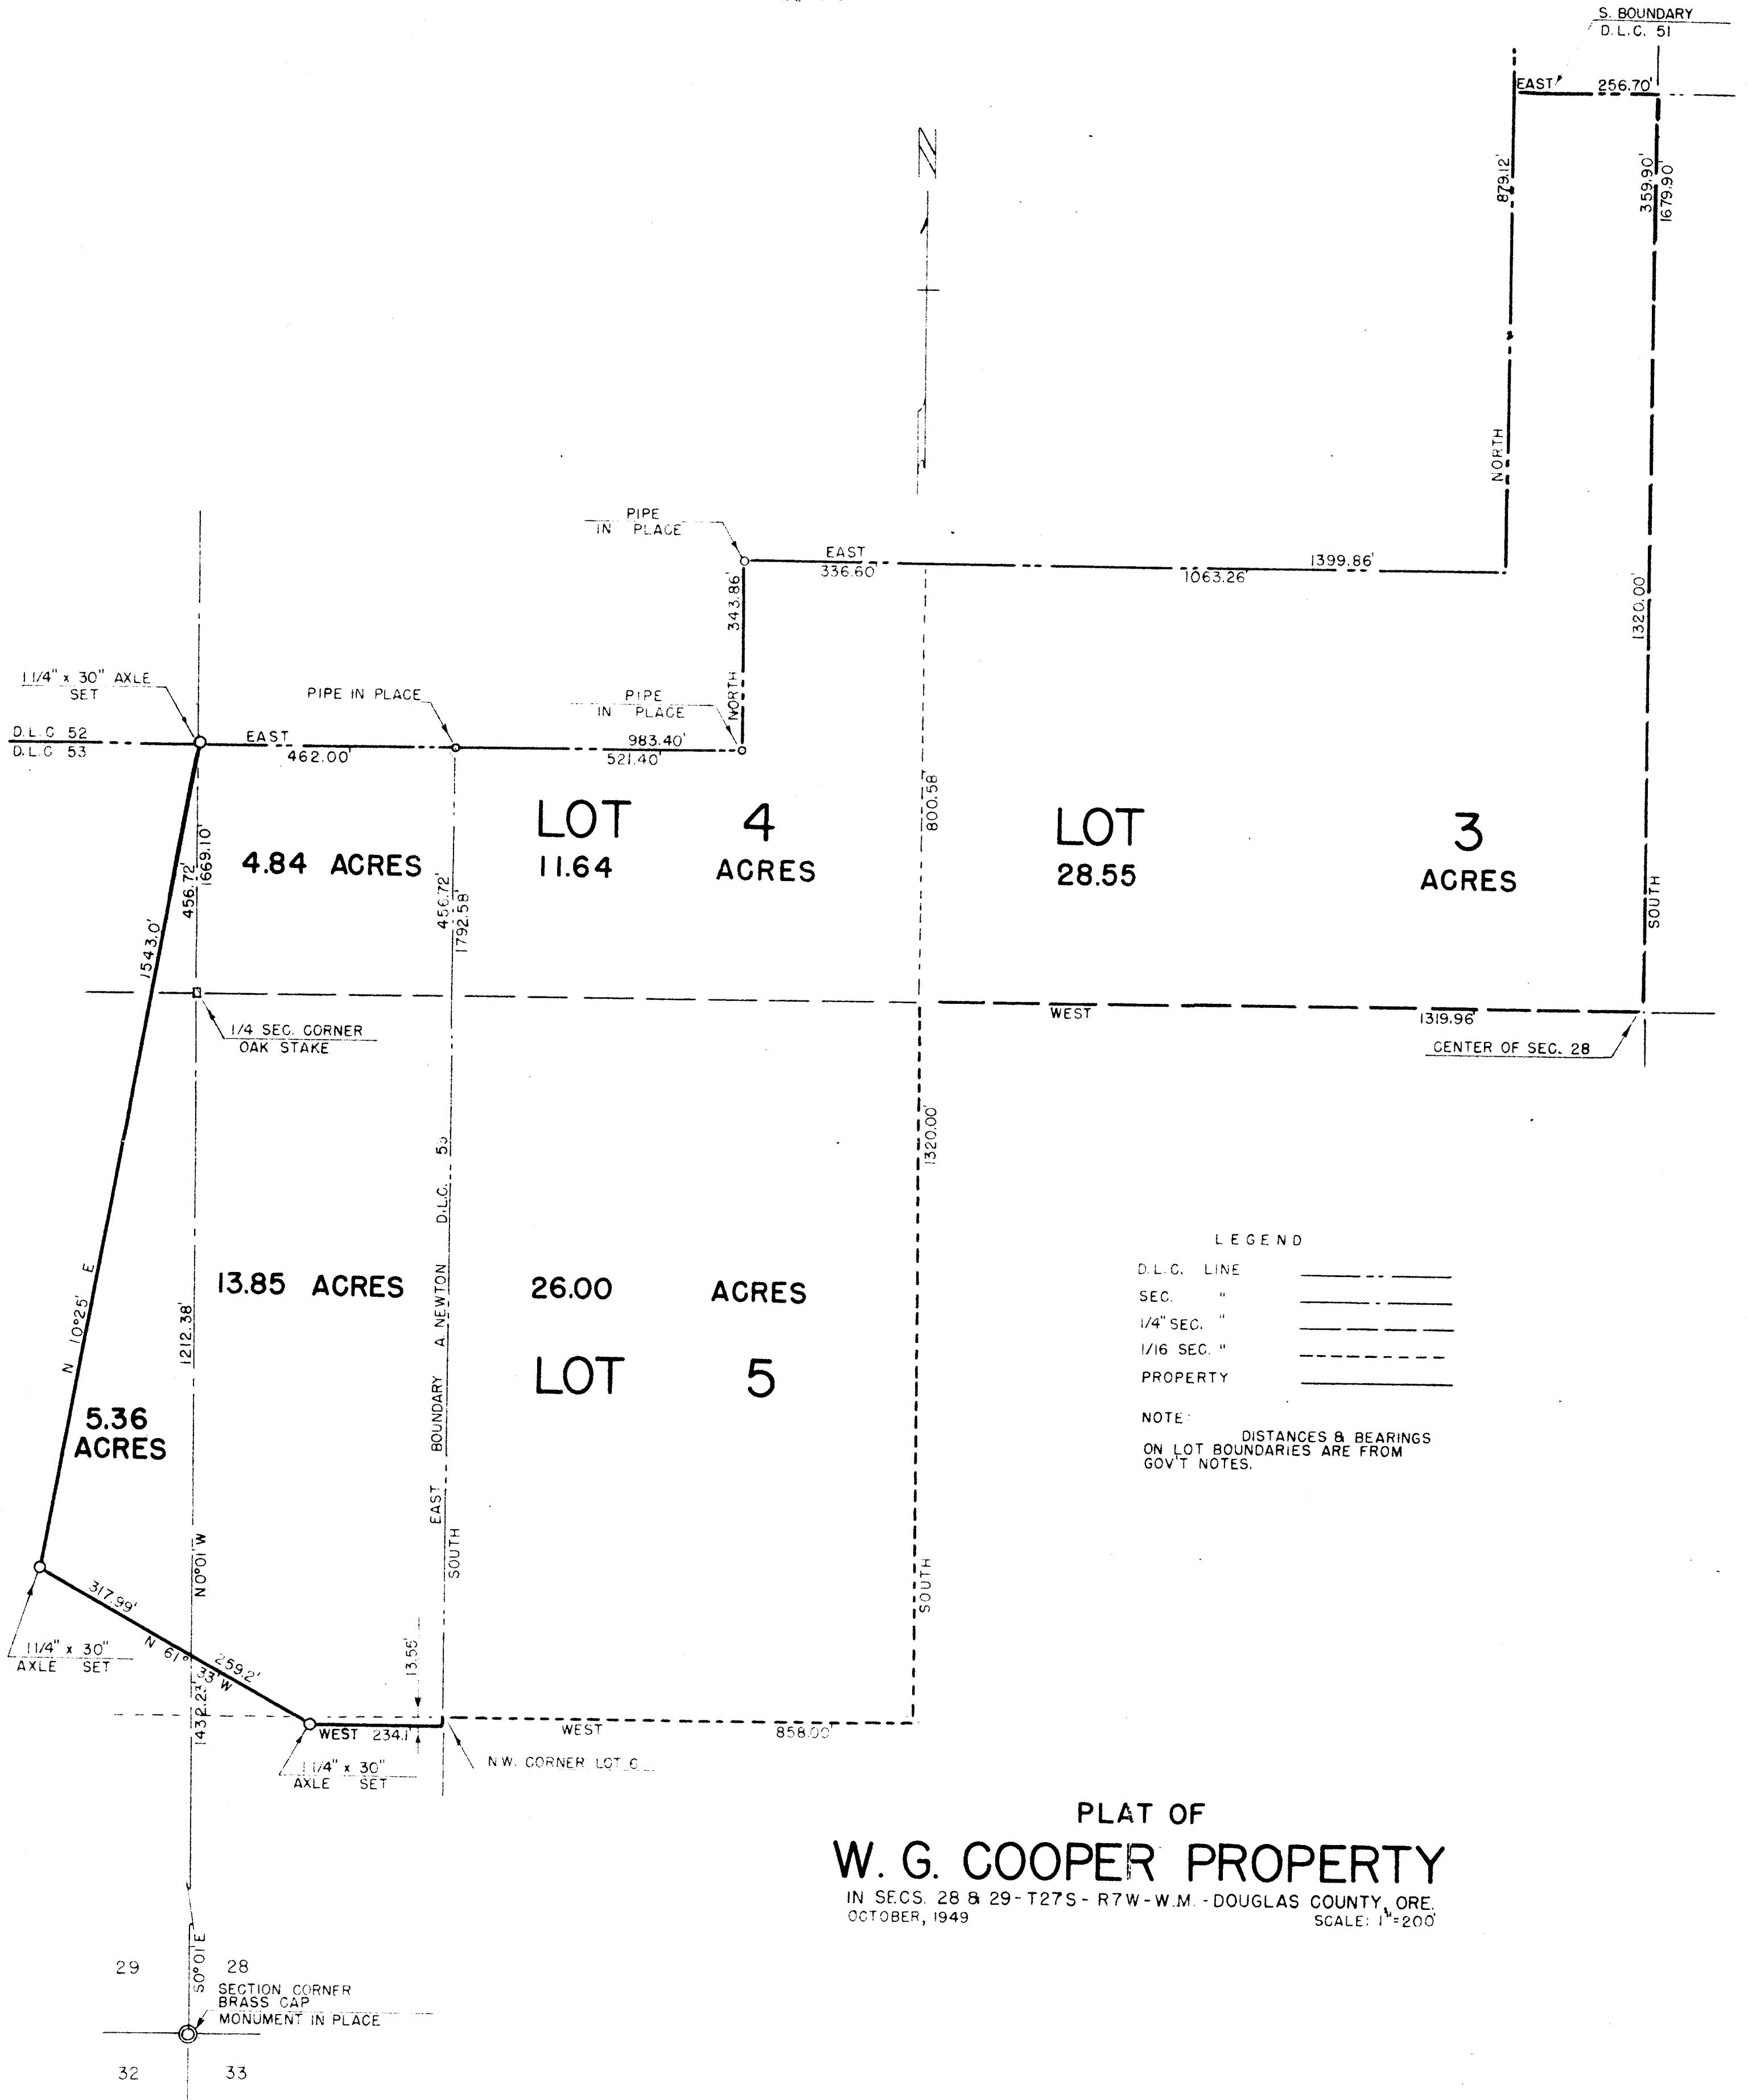 S. BOUNDARY
D.L.C. 51
EAST
256.70'
879.12'
359.90'
1679.90'
N
NORTH
PIPE
IN PLACE
EAST
336.60'
1063.26'
1399.86'
343.86'
NORTH
1320.00'
1 1/4" x 30" AXLE
SET
PIPE IN PLACE
PIPE
IN PLACE
D.L.C 52
D.L.C 53
EAST
462.00'
983.40'
521.40'
800.58'
LOT 4
11.64 ACRES
LOT 3
28.55 ACRES
4.84 ACRES
456.72'
1669.10'
456.72'
1792.58'
1543.0'
SOUTH
1/4 SEC. CORNER
OAK STAKE
WEST
1319.96'
CENTER OF SEC. 28
1320.00'
EAST BOUNDARY A NEWTON D.L.C. 53
N 10°25' E
1212.38'
13.85 ACRES
26.00 ACRES
LOT 5
LEGEND
D.L.C. LINE
SEC. "
1/4" SEC. "
1/16 SEC. "
PROPERTY
NOTE:
DISTANCES & BEARINGS
ON LOT BOUNDARIES ARE FROM
GOV'T NOTES.
5.36
ACRES
N0°01'W
SOUTH
SOUTH
317.99'
N 61° 33' W
259.2'
1 1/4" x 30"
AXLE SET
13.55'
1432.23'
WEST 234.1'
WEST
858.00'
1 1/4" x 30"
AXLE SET
N.W. CORNER LOT 6
PLAT OF
W. G. COOPER PROPERTY
IN SECS. 28 & 29-T27S-R7W-W.M.-DOUGLAS COUNTY, ORE.
OCTOBER, 1949
SCALE: 1"=200'
S0°01'E
29 28
SECTION CORNER
BRASS CAP
MONUMENT IN PLACE
32 33